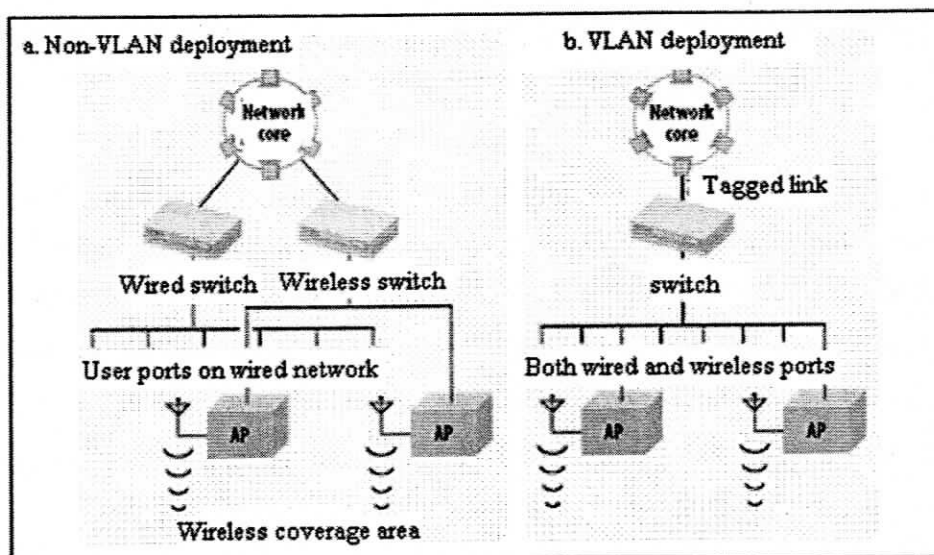 a. Non-VLAN deployment
Network
core
Wired switch
Wireless switch
User ports on wired network
AP
AP
Wireless coverage area
b. VLAN deployment
Network
core
Tagged link
switch
Both wired and wireless ports
AP
AP